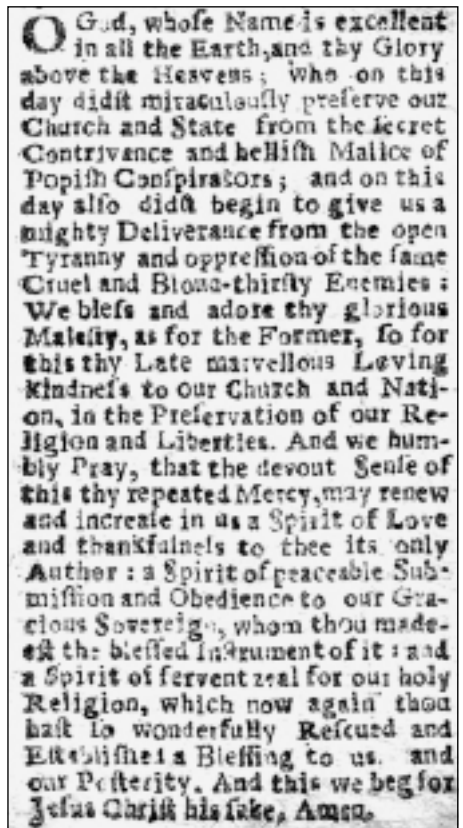 O God, whoſe Name is excellent
in all the Earth, and thy Glory
above the Heavens; who on this
day didſt miraculouſly preſerve our
Church and State from the ſecret
Contrivance and helliſh Malice of
Popiſh Conſpirators; and on this
day alſo didſt begin to give us a
mighty Deliverance from the open
Tyranny and oppreſſion of the ſame
Cruel and Blood-thirſty Enemies:
We bleſs and adore thy glorious
Majeſty, as for the Former, ſo for
this thy Late marvellous Loving
kindneſs to our Church and Nati-
on, in the Preſervation of our Re-
ligion and Liberties. And we hum-
bly Pray, that the devout Senſe of
this thy repeated Mercy, may renew
and increaſe in us a Spirit of Love
and thankfulneſs to thee its only
Author: a Spirit of peaceable Sub-
miſſion and Obedience to our Gra-
cious Sovereign, whom thou made-
eſt the bleſſed Inſtrument of it: and
a Spirit of fervent zeal for our holy
Religion, which now again thou
haſt ſo wonderfully Reſcued and
Eſtabliſhed a Bleſſing to us. and
our Poſterity. And this we beg for
Jeſus Chriſt his ſake, Amen.